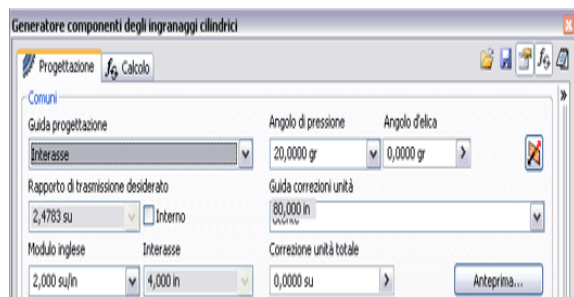 Generatore componenti degli ingranaggi cilindrici
Progettazione fG Calcolo
Comuni
Guida progettazione Angolo di pressione Angolo d'elica
Interasse 20,0000 gr 0,0000 gr
Rapporto di trasmissione desiderato Guida correzioni unità
2,4783 su Interno 80,000 in
Modulo inglese Interasse Correzione unità totale
2,000 su/in 4,000 in 0,0000 su Anteprima...